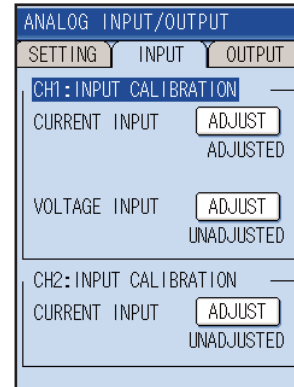 ANALOG INPUT/OUTPUT
SETTING INPUT OUTPUT
CH1:INPUT CALIBRATION
CURRENT INPUT ADJUST
ADJUSTED
VOLTAGE INPUT ADJUST
UNADJUSTED
CH2:INPUT CALIBRATION
CURRENT INPUT ADJUST
UNADJUSTED